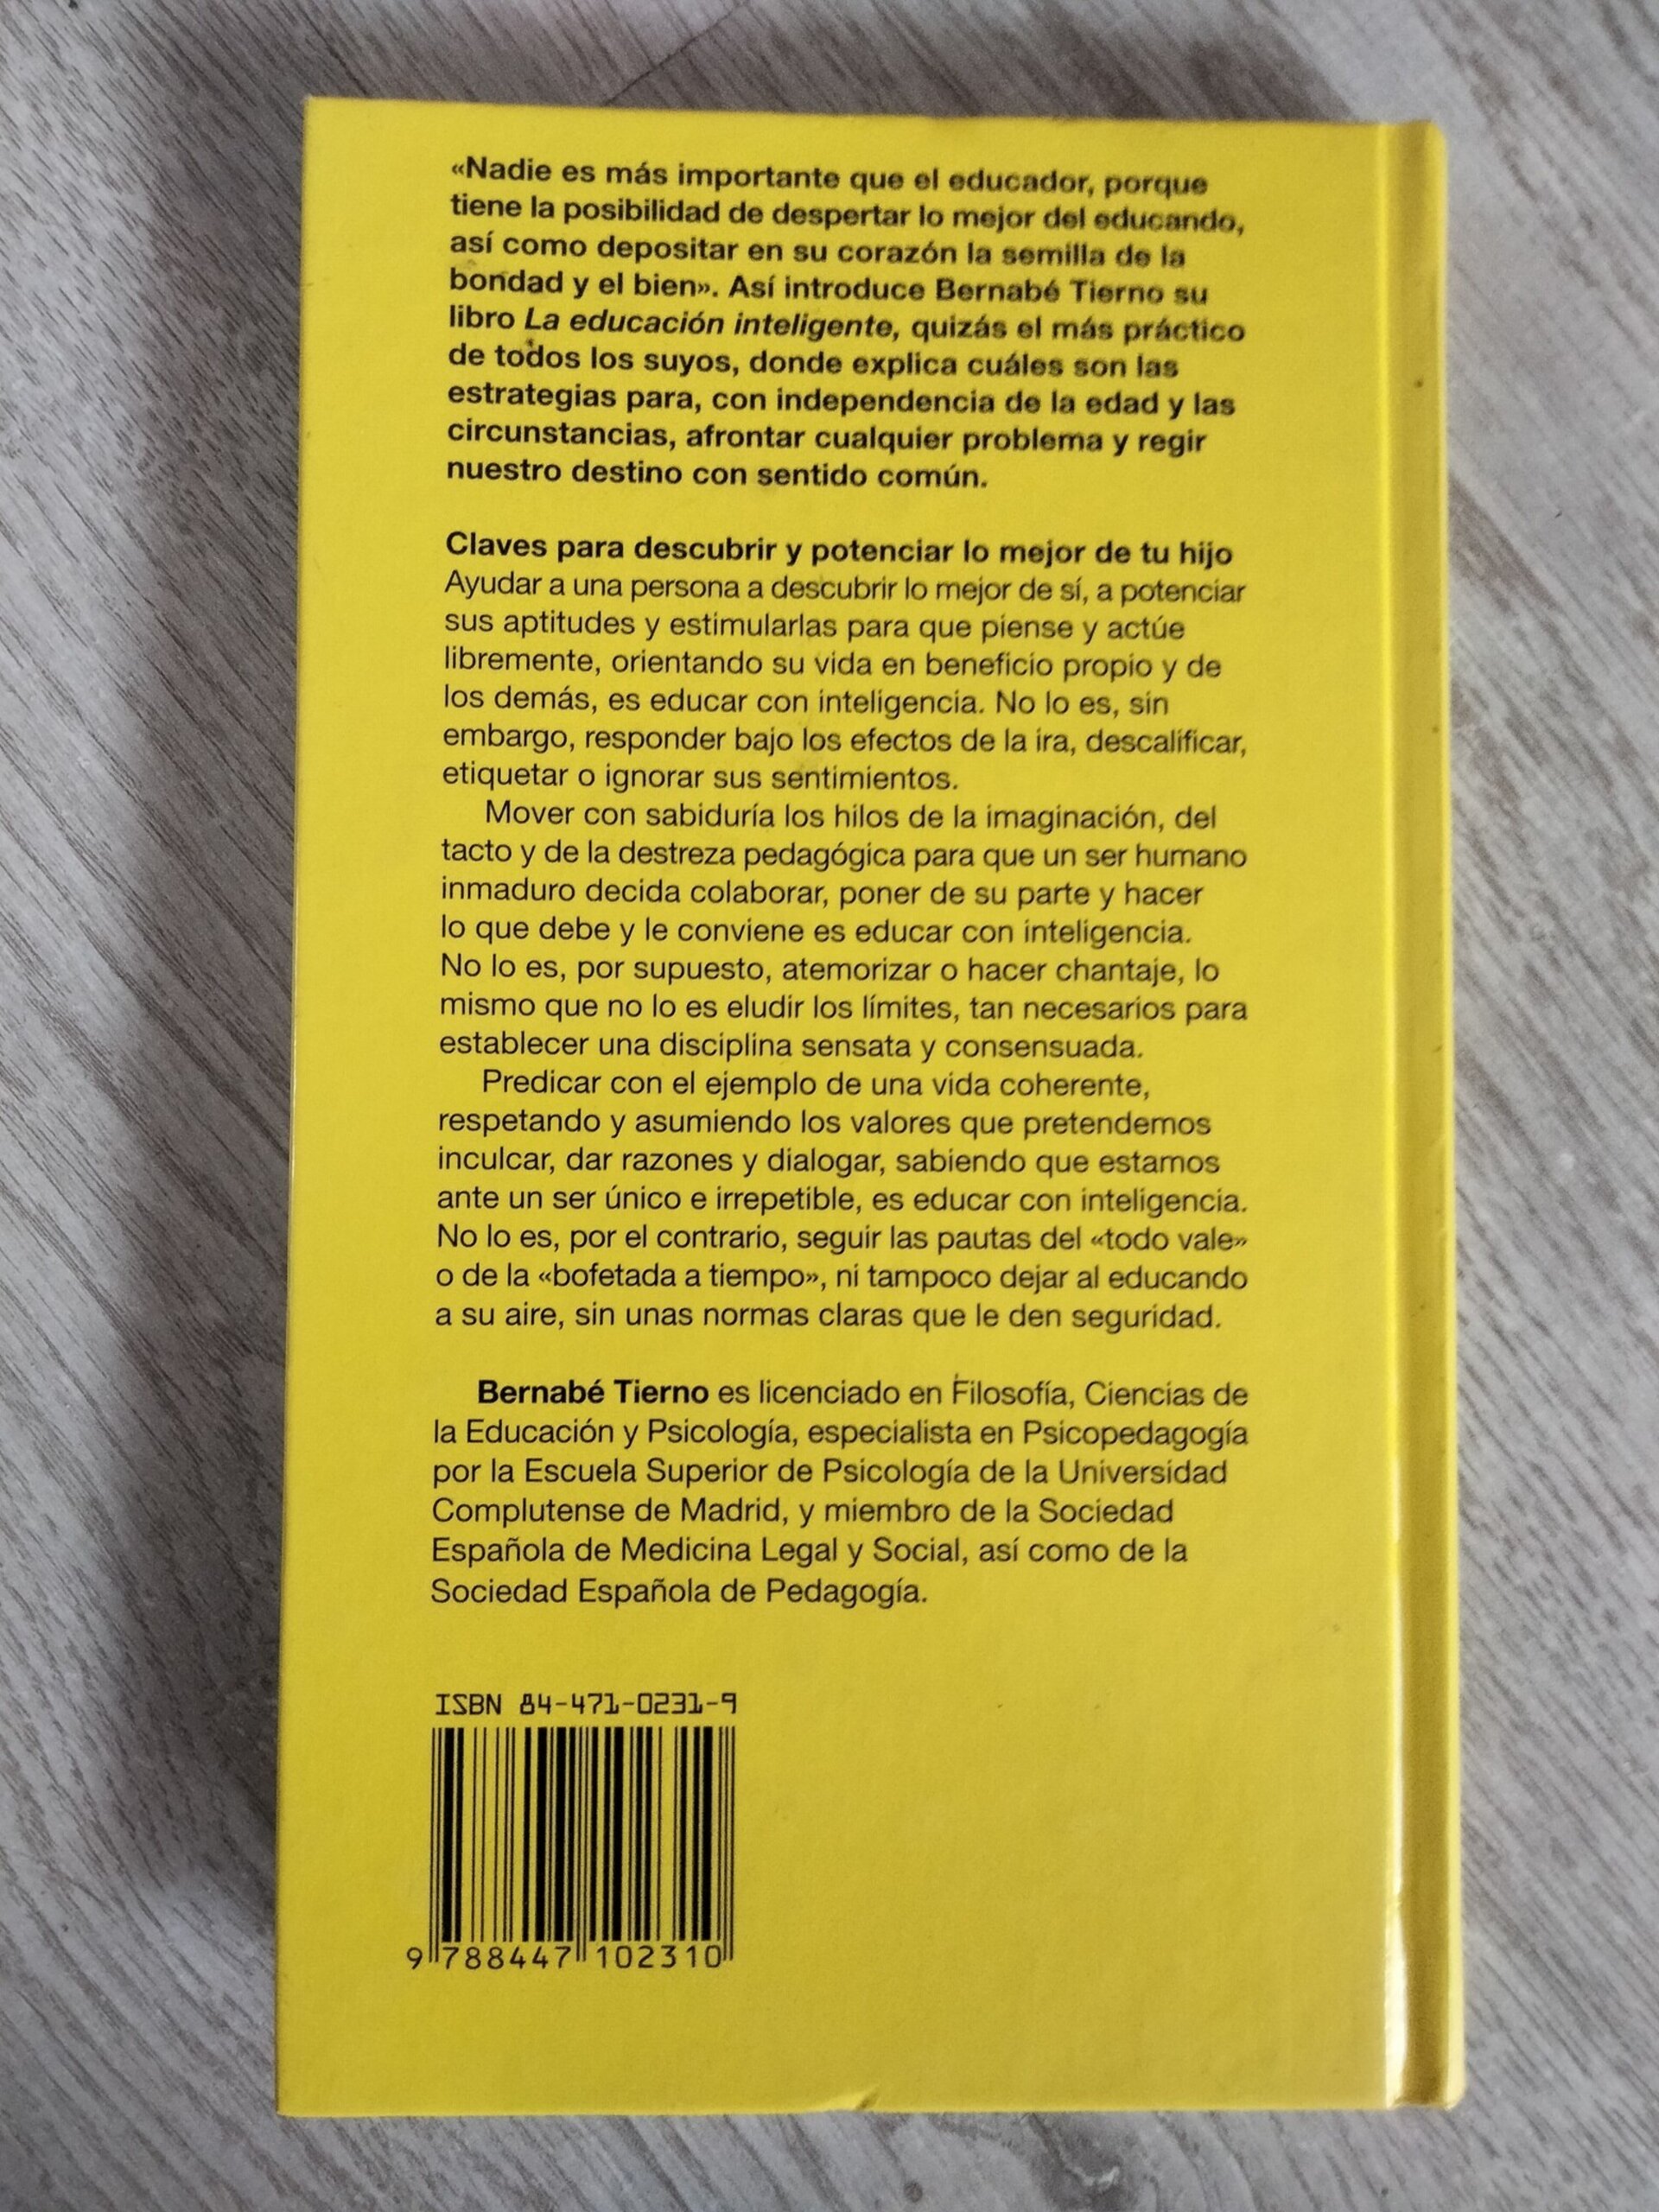 «Nadie es más importante que el educador, porque
tiene la posibilidad de despertar lo mejor del educando,
así como depositar en su corazón la semilla de la
bondad y el bien». Así introduce Bernabé Tierno su
libro La educación inteligente, quizás el más práctico
de todos los suyos, donde explica cuáles son las
estrategias para, con independencia de la edad y las
circunstancias, afrontar cualquier problema y regir
nuestro destino con sentido común.
Claves para descubrir y potenciar lo mejor de tu hijo
Ayudar a una persona a descubrir lo mejor de sí, a potenciar
sus aptitudes y estimularlas para que piense y actúe
libremente, orientando su vida en beneficio propio y de
los demás, es educar con inteligencia. No lo es, sin
embargo, responder bajo los efectos de la ira, descalificar,
etiquetar o ignorar sus sentimientos.
Mover con sabiduría los hilos de la imaginación, del
tacto y de la destreza pedagógica para que un ser humano
inmaduro decida colaborar, poner de su parte y hacer
lo que debe y le conviene es educar con inteligencia.
No lo es, por supuesto, atemorizar o hacer chantaje, lo
mismo que no lo es eludir los límites, tan necesarios para
establecer una disciplina sensata y consensuada.
Predicar con el ejemplo de una vida coherente,
respetando y asumiendo los valores que pretendemos
inculcar, dar razones y dialogar, sabiendo que estamos
ante un ser único e irrepetible, es educar con inteligencia.
No lo es, por el contrario, seguir las pautas del «todo vale»
o de la «bofetada a tiempo», ni tampoco dejar al educando
a su aire, sin unas normas claras que le den seguridad.
Bernabé Tierno es licenciado en Filosofía, Ciencias de
la Educación y Psicología, especialista en Psicopedagogía
por la Escuela Superior de Psicología de la Universidad
Complutense de Madrid, y miembro de la Sociedad
Española de Medicina Legal y Social, así como de la
Sociedad Española de Pedagogía.
ISBN 84-471-0231-9
9 788447 102310